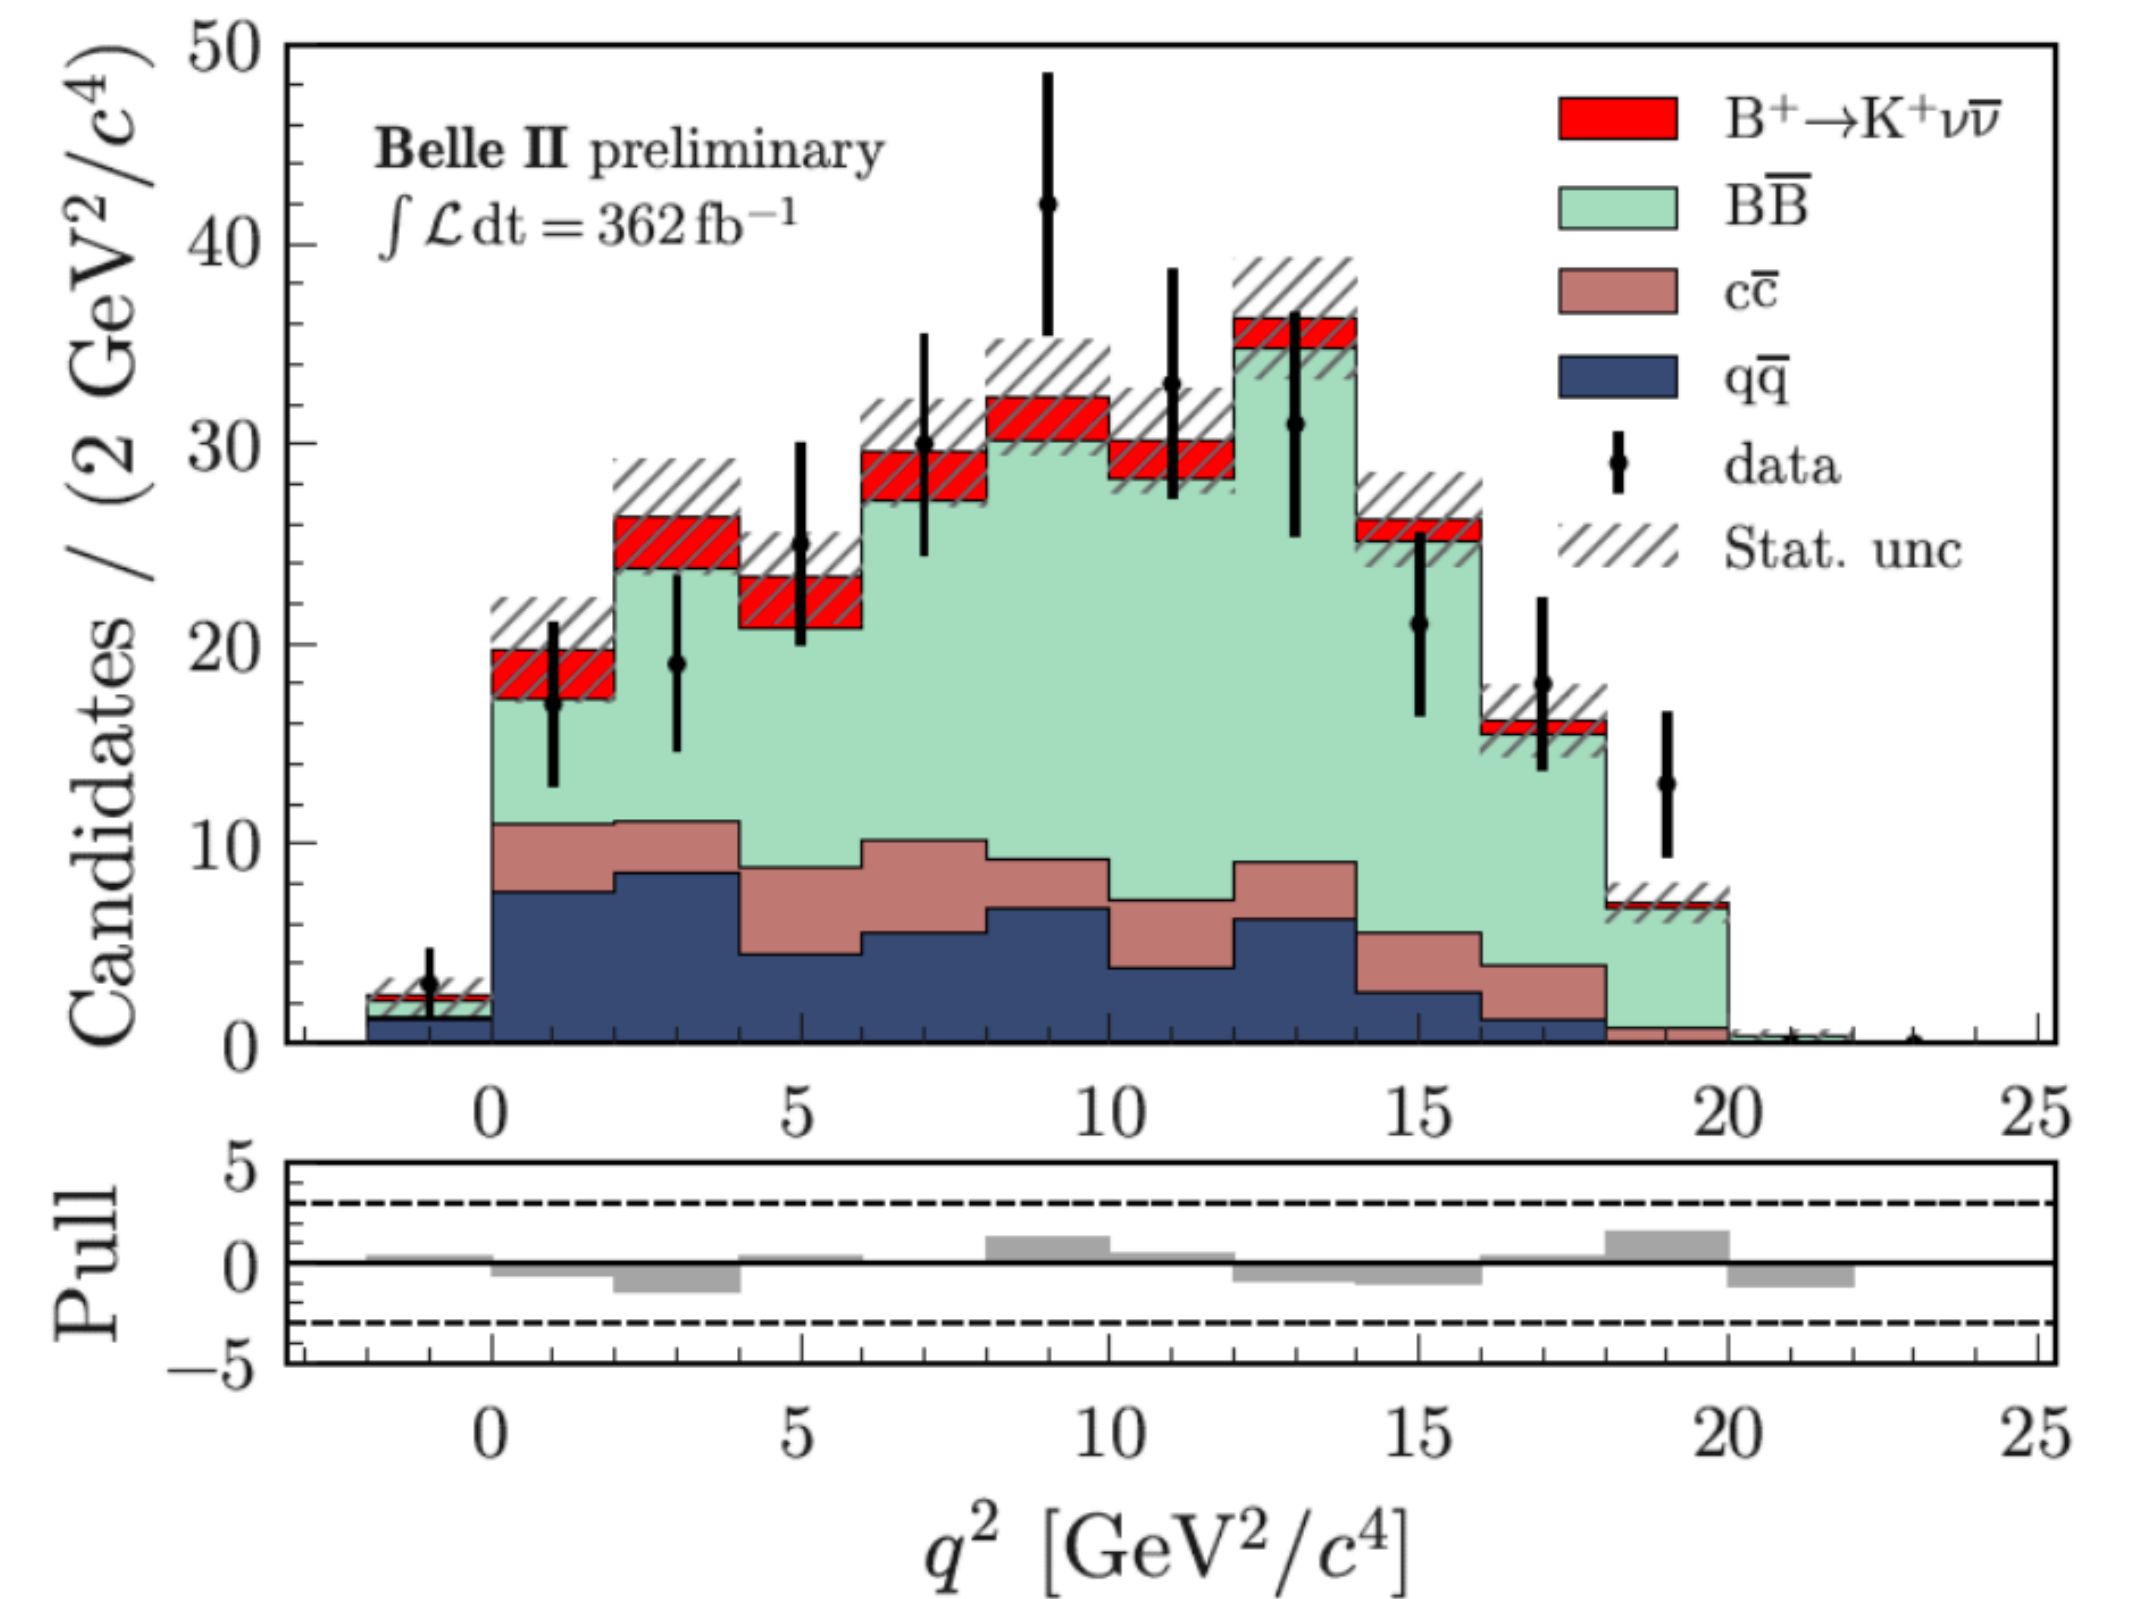 Candidates / (2 GeV²/c⁴)
50
40
30
20
10
0
Belle II preliminary
∫ ℒ dt = 362 fb⁻¹
B⁺→K⁺νν̅
BB̅
cc̅
qq̅
data
Stat. unc
0 5 10 15 20 25
Pull
5
0
−5
0 5 10 15 20 25
q² [GeV²/c⁴]